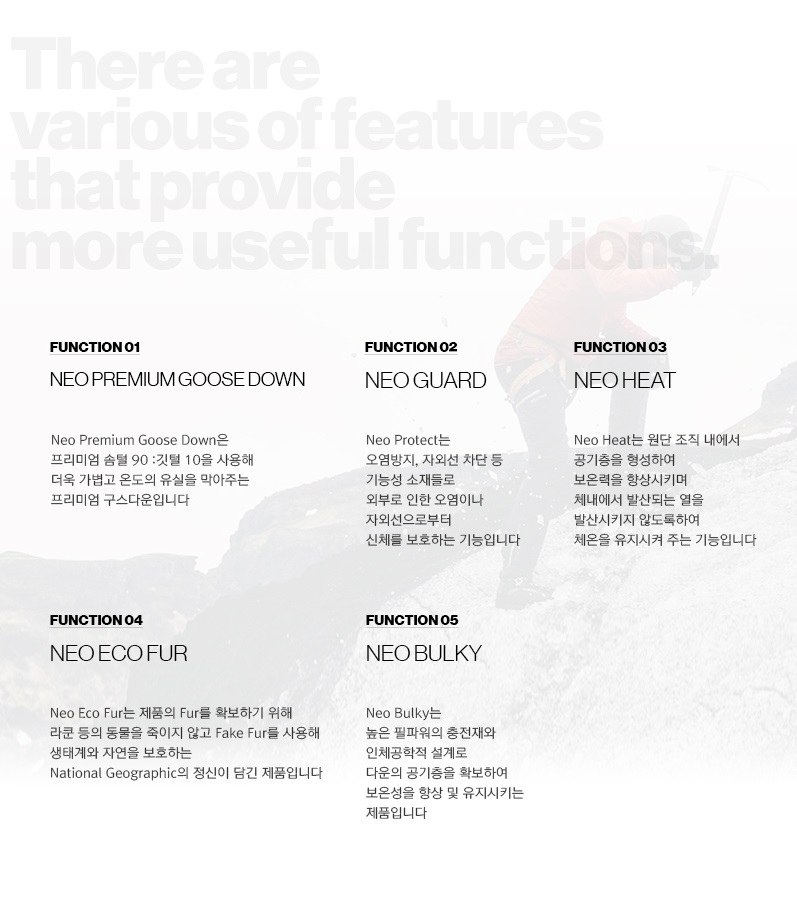 There are
various of features
that provide
more useful functions.
FUNCTION 01
NEO PREMIUM GOOSE DOWN
Neo Premium Goose Down은
프리미엄 솜털 90 :깃털 10을 사용해
더욱 가볍고 온도의 유실을 막아주는
프리미엄 구스다운입니다
FUNCTION 02
NEO GUARD
Neo Protect는
오염방지, 자외선 차단 등
기능성 소재들로
외부로 인한 오염이나
자외선으로부터
신체를 보호하는 기능입니다
FUNCTION 03
NEO HEAT
Neo Heat는 원단 조직 내에서
공기층을 형성하여
보온력을 향상시키며
체내에서 발산되는 열을
발산시키지 않도록하여
체온을 유지시켜 주는 기능입니다
FUNCTION 04
NEO ECO FUR
Neo Eco Fur는 제품의 Fur를 확보하기 위해
라쿤 등의 동물을 죽이지 않고 Fake Fur를 사용해
생태계와 자연을 보호하는
National Geographic의 정신이 담긴 제품입니다
FUNCTION 05
NEO BULKY
Neo Bulky는
높은 필파워의 충전재와
인체공학적 설계로
다운의 공기층을 확보하여
보온성을 향상 및 유지시키는
제품입니다